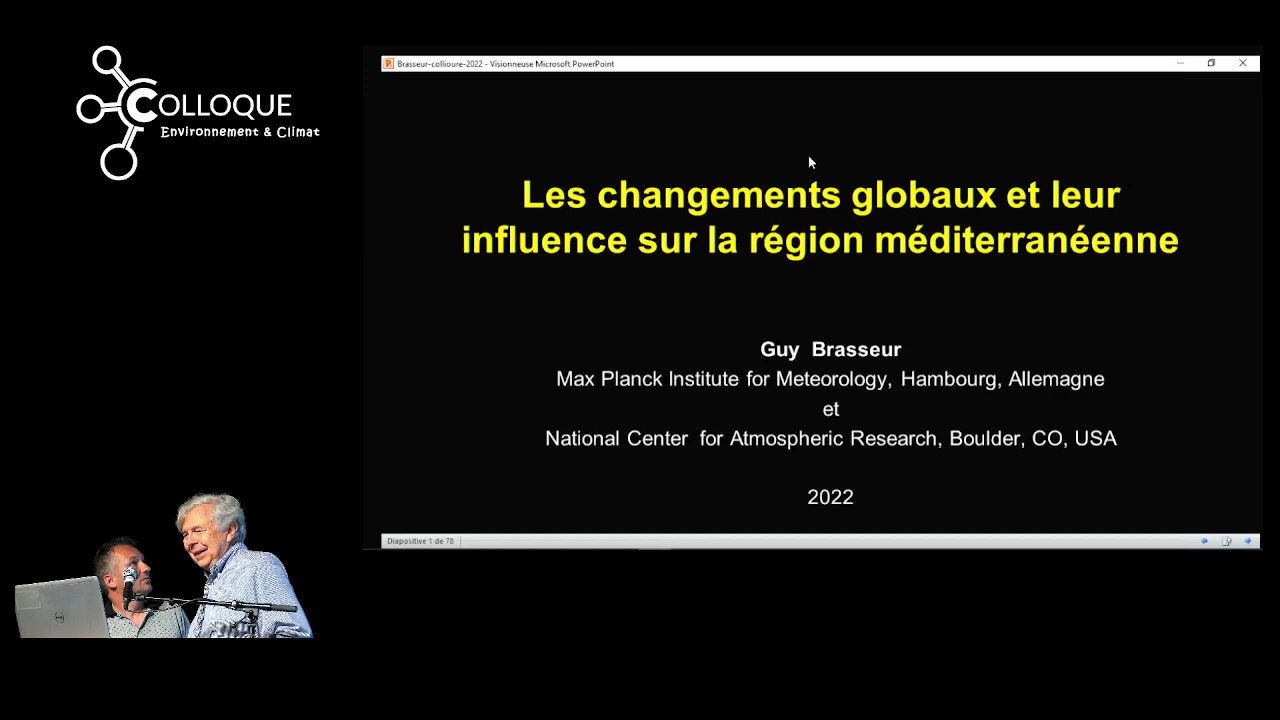 COLLOQUE
Environnement & Climat
Brasseur-collioure-2022 - Visionneuse Microsoft PowerPoint
Les changements globaux et leur
influence sur la région méditerranéenne
Guy Brasseur
Max Planck Institute for Meteorology, Hambourg, Allemagne
et
National Center for Atmospheric Research, Boulder, CO, USA
2022
Diapositive 1 de 78
DELL